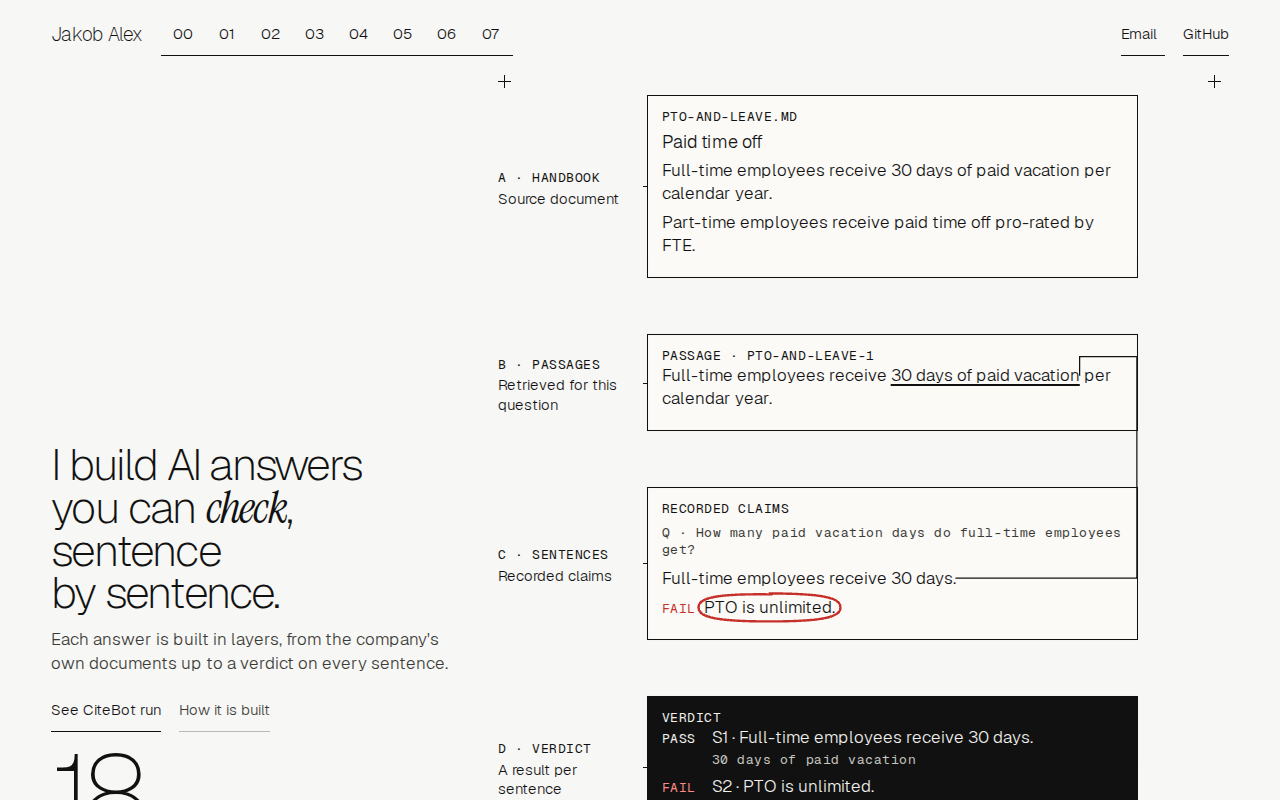 Jakob Alex 00 01 02 03 04 05 06 07 Email GitHub
I build AI answers
you can check,
sentence
by sentence.
Each answer is built in layers, from the company's
own documents up to a verdict on every sentence.
See CiteBot run How it is built
18
A · HANDBOOK
Source document
PTO-AND-LEAVE.MD
Paid time off
Full-time employees receive 30 days of paid vacation per
calendar year.
Part-time employees receive paid time off pro-rated by
FTE.
B · PASSAGES
Retrieved for this
question
PASSAGE · PTO-AND-LEAVE-1
Full-time employees receive 30 days of paid vacation per
calendar year.
C · SENTENCES
Recorded claims
RECORDED CLAIMS
Q · How many paid vacation days do full-time employees
get?
Full-time employees receive 30 days.
FAIL PTO is unlimited.
D · VERDICT
A result per
sentence
VERDICT
PASS S1 · Full-time employees receive 30 days.
30 days of paid vacation
FAIL S2 · PTO is unlimited.